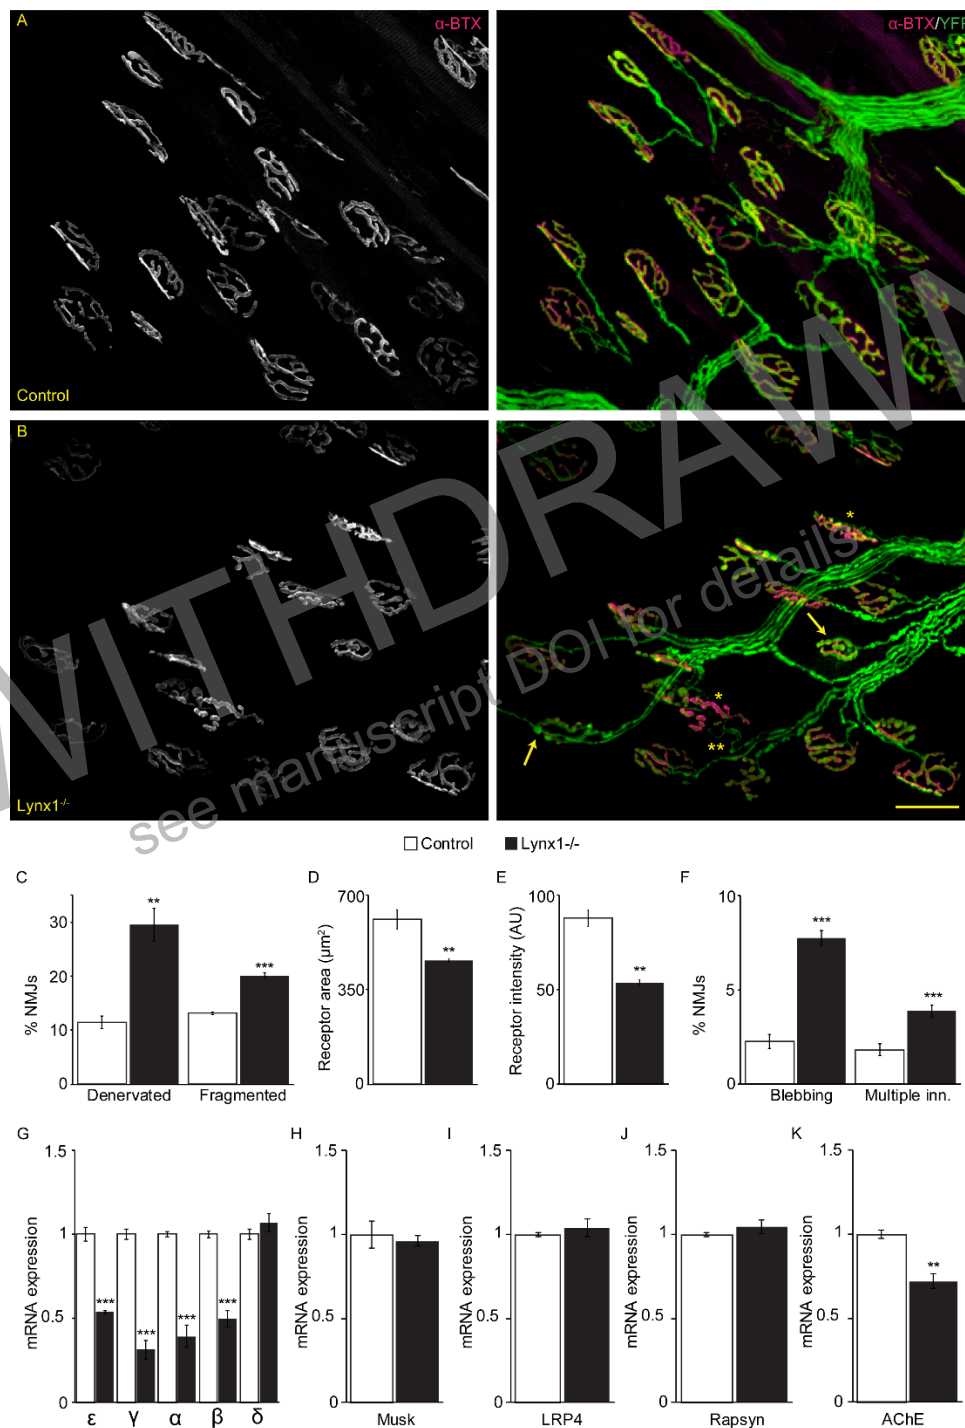 A
α-BTX
α-BTX/YFP
Control
B
Lynx1-/-
*
*
**
WITHDRAWN
see manuscript DOI for details
Control
Lynx1-/-
C
% NMJs
30
20
10
0
**
***
Denervated
Fragmented
D
Receptor area (µm²)
700
350
0
**
E
Receptor intensity (AU)
100
50
0
**
F
% NMJs
10
5
0
***
***
Blebbing
Multiple inn.
G
mRNA expression
1.5
1
0.5
0
***
***
***
***
ε
γ
α
β
δ
H
mRNA expression
1.5
1
0.5
0
Musk
I
mRNA expression
1.5
1
0.5
0
LRP4
J
mRNA expression
1.5
1
0.5
0
Rapsyn
K
mRNA expression
1.5
1
0.5
0
**
AChE